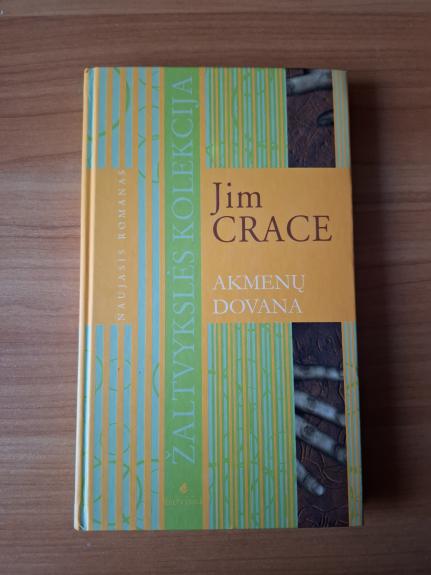 NAUJASIS ROMANAS
ŽALTVYKSLĖS KOLEKCIJA
Jim
CRACE
AKMENŲ
DOVANA